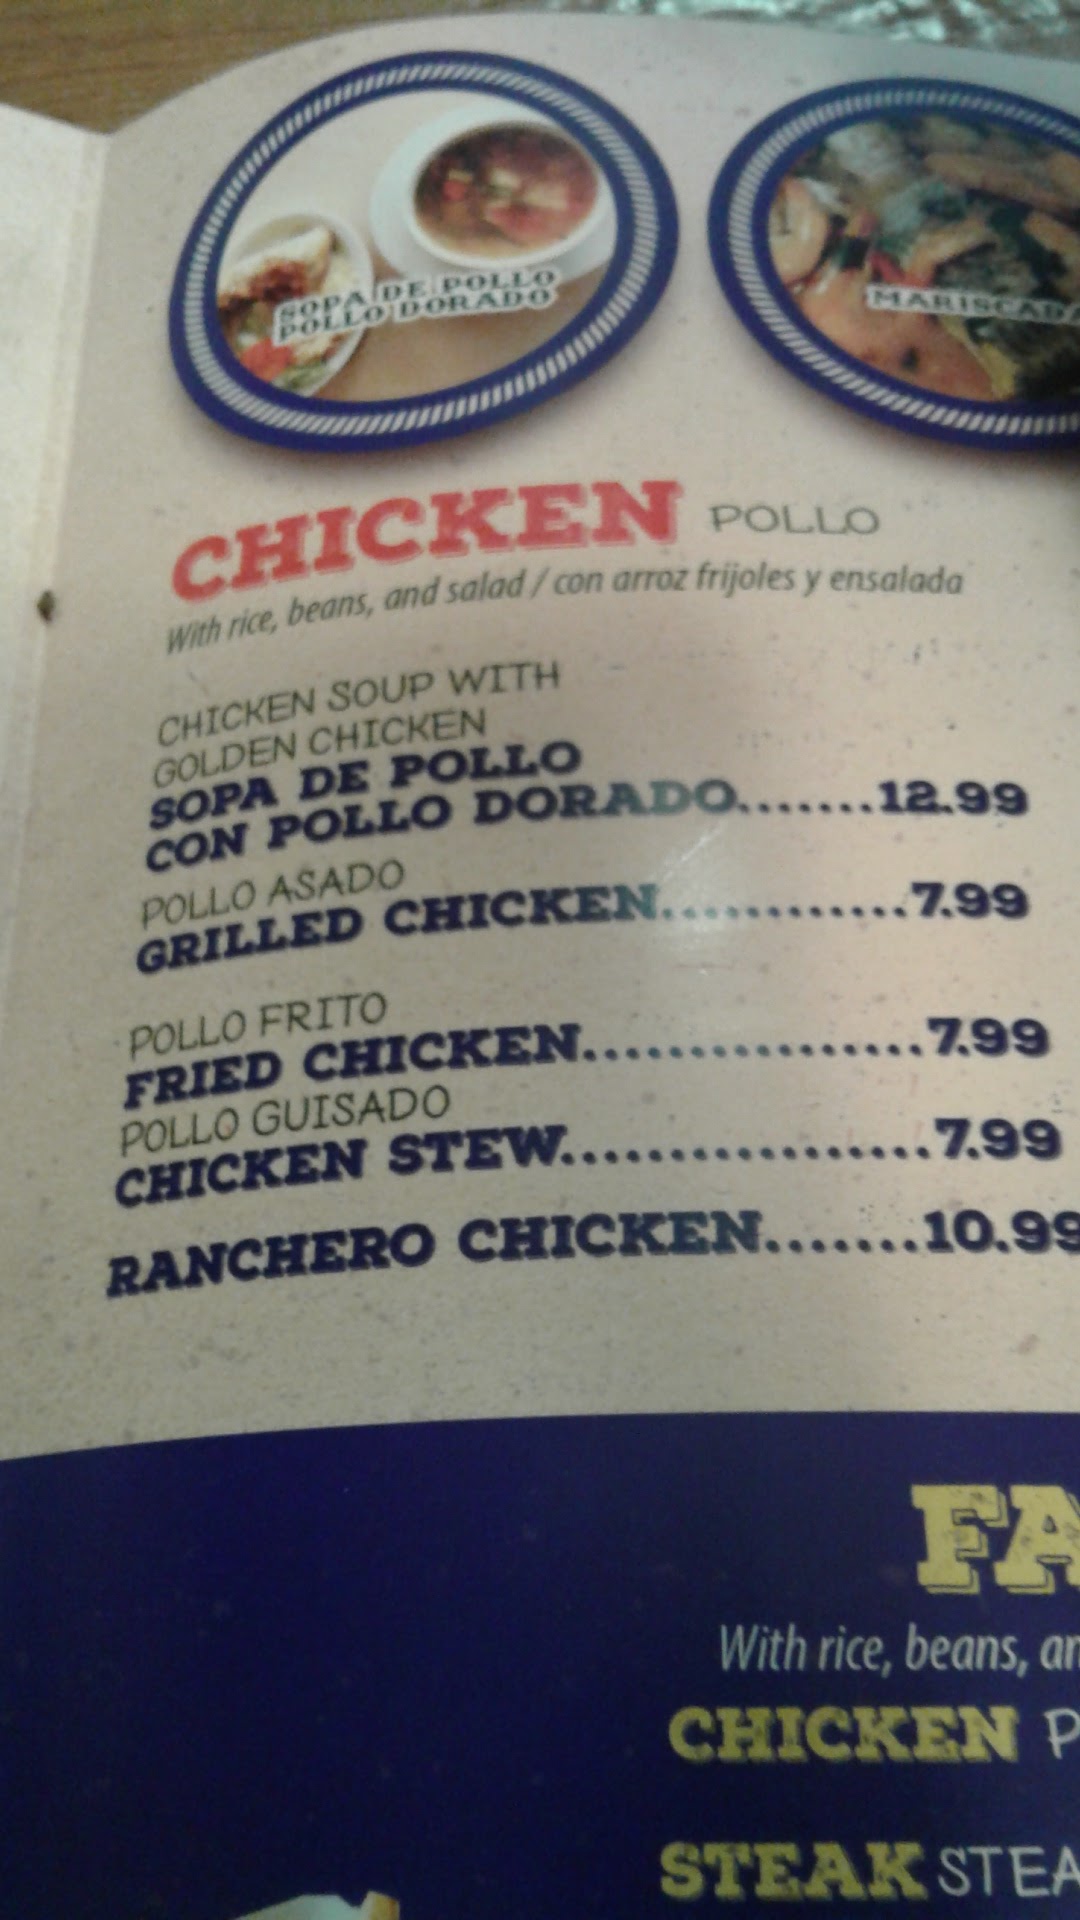 SOPA DE POLLO
POLLO DORADO
MARISCADA
CHICKEN POLLO
With rice, beans, and salad / con arroz frijoles y ensalada
CHICKEN SOUP WITH
GOLDEN CHICKEN
SOPA DE POLLO
CON POLLO DORADO.......12.99
POLLO ASADO
GRILLED CHICKEN............7.99
POLLO FRITO
FRIED CHICKEN................7.99
POLLO GUISADO
CHICKEN STEW.................7.99
RANCHERO CHICKEN.......10.99
FA
With rice, beans, an
CHICKEN P
STEAK STEA